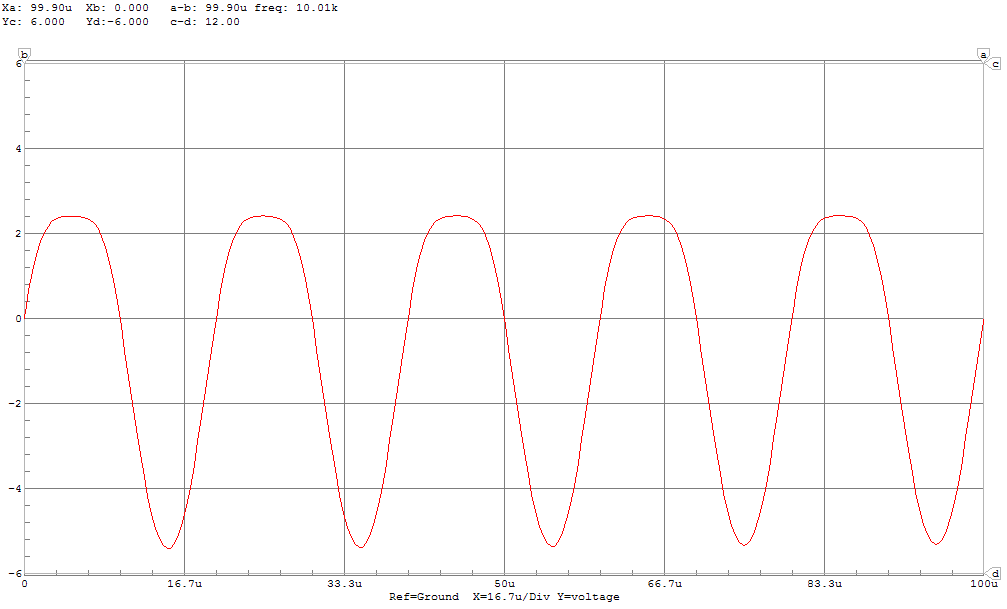 Xa: 99.90u Xb: 0.000 a-b: 99.90u freq: 10.01k
Yc: 6.000 Yd:-6.000 c-d: 12.00
b a
6 c
4
2
0
-2
-4
-6 d
0 16.7u 33.3u 50u 66.7u 83.3u 100u
Ref=Ground X=16.7u/Div Y=voltage